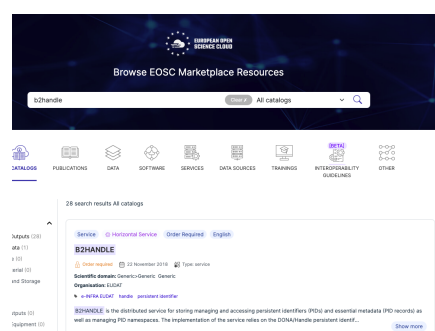 EUROPEAN OPEN
SCIENCE CLOUD
Browse EOSC Marketplace Resources
b2handle
Clear
All catalogs
[BETA]
CATALOGS
PUBLICATIONS
DATA
SOFTWARE
SERVICES
DATA SOURCES
TRAININGS
INTEROPERABILITY
GUIDELINES
OTHER
28 search results All catalogs
utputs (28)
ata (1)
s (0)
erial (0)
and Storage
utputs (0)
quipment (0)
Service
Horizontal Service
Order Required
English
B2HANDLE
Order required
22 November 2018
Type: service
Scientific domain: Generic>Generic Generic
Organisation: EUDAT
e-INFRA EUDAT handle persistent identifier
B2HANDLE is the distributed service for storing managing and accessing persistent identifiers (PIDs) and essential metadata (PID records) as
well as managing PID namespaces. The implementation of the service relies on the DONA/Handle persistent identif...
Show more